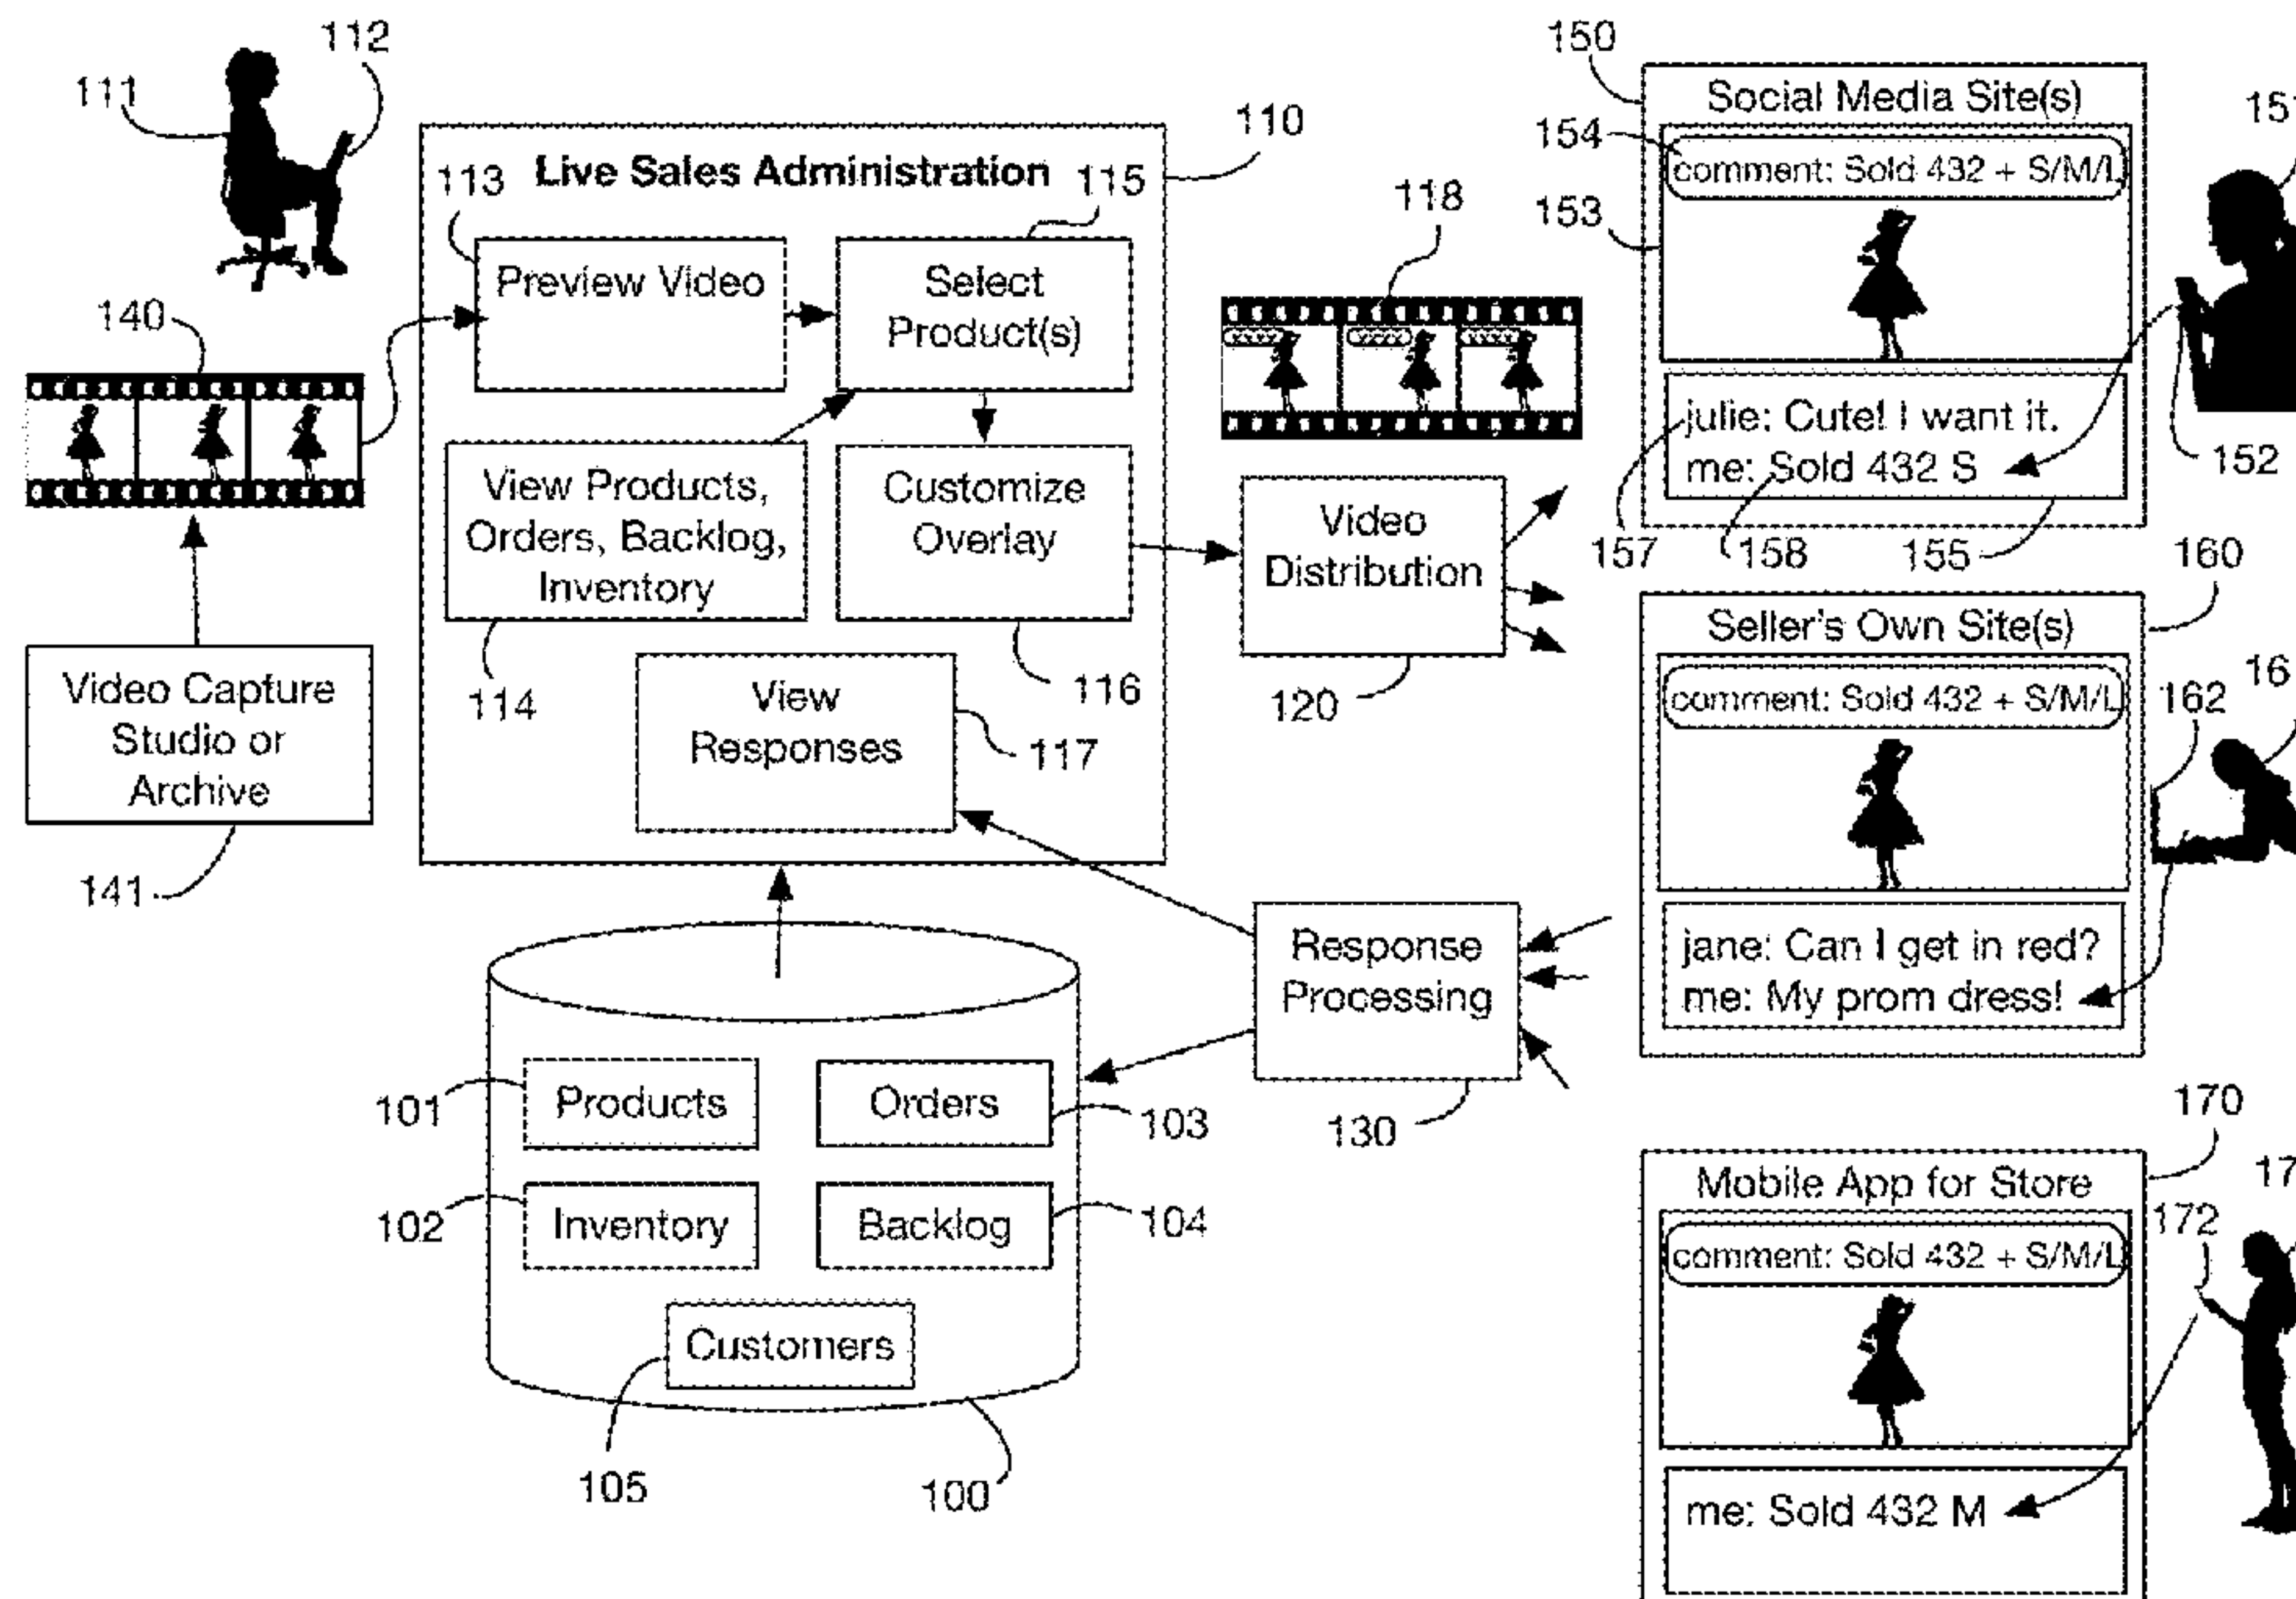 112
111
Live Sales Administration
110
113
115
Preview Video
Select
Product(s)
View Products,
Orders, Backlog,
Inventory
Customize
Overlay
114
116
View
Responses
117
140
Video Capture
Studio or
Archive
141
118
Video
Distribution
120
Response
Processing
130
Products
101
Orders
103
Inventory
102
Backlog
104
Customers
105
100
150
Social Media Site(s)
154
comment: Sold 432 + S/M/L
153
julie: Cute! I want it.
me: Sold 432 S
152
157
158
155
160
Seller's Own Site(s)
comment: Sold 432 + S/M/L
162
jane: Can I get in red?
me: My prom dress!
170
Mobile App for Store
172
comment: Sold 432 + S/M/L
me: Sold 432 M